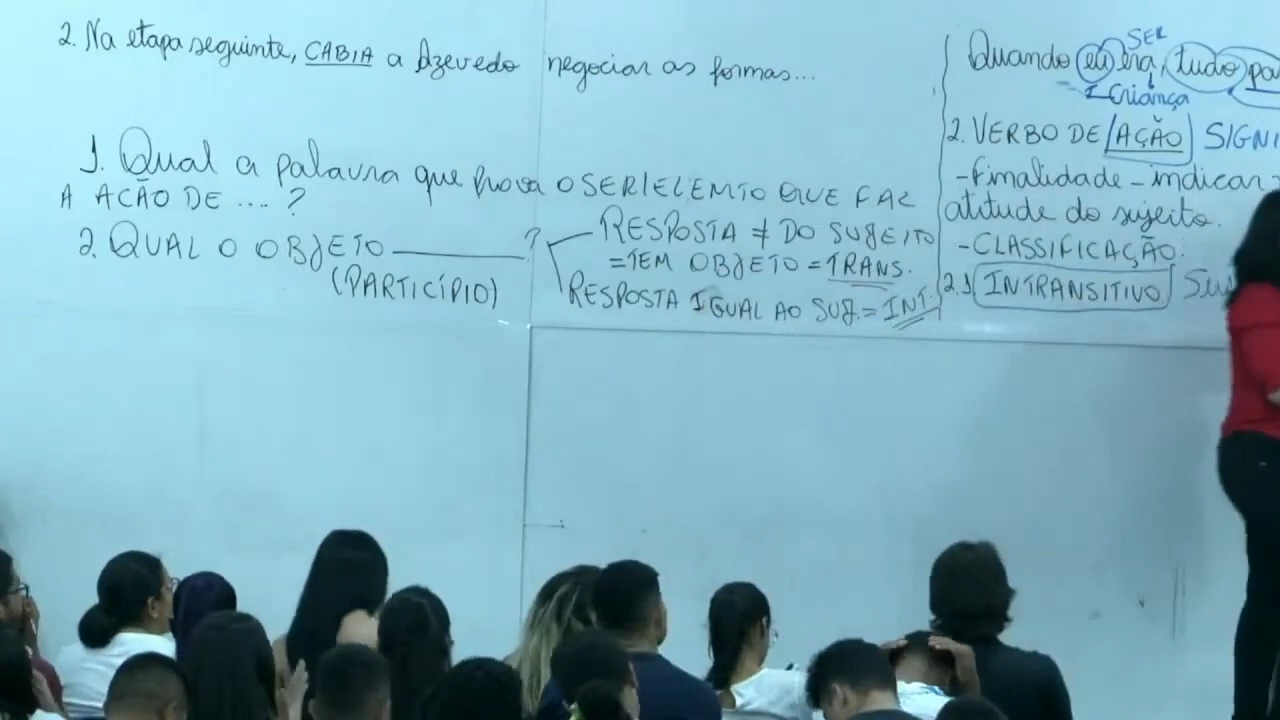 2. Na etapa seguinte, CABIA a Azevedo negociar as formas...
1. Qual a palavra que prova O SER/ELEMTO QUE FAZ
A AÇÃO DE .... ?
2. QUAL O OBJETO ________?
(PARTICÍPIO)
RESPOSTA ≠ DO SUJEITO
=TEM OBJETO = TRANS.
RESPOSTA IGUAL AO SUJ. = INT.
SER
Quando eu era, tudo
I criança
2. VERBO DE AÇÃO SIGNI
- Finalidade - indicar
atitude do sujeito.
- CLASSIFICAÇÃO:
2.1 INTRANSITIVO